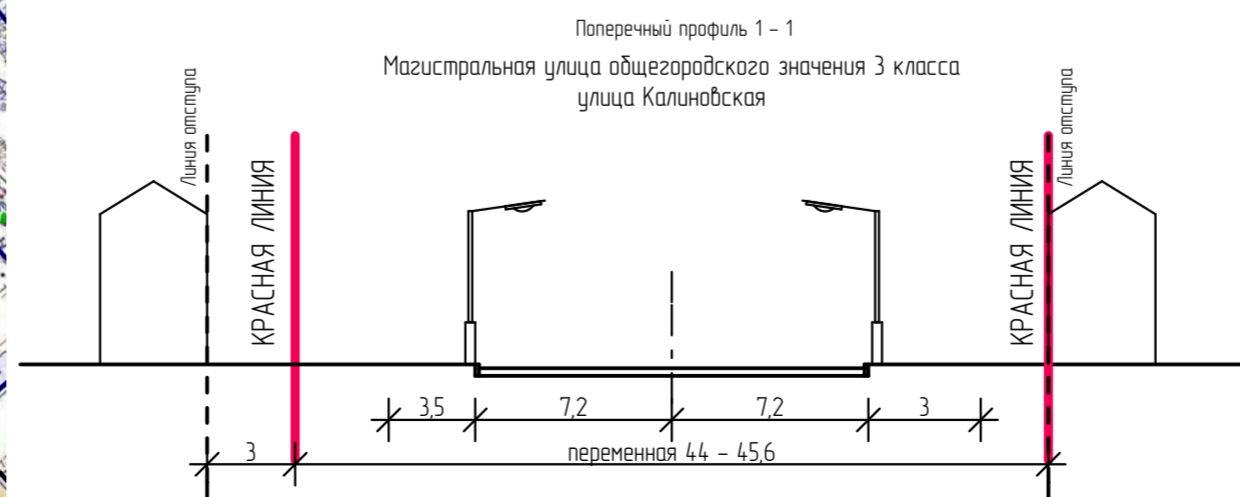 Поперечный профиль 1 – 1
Магистральная улица общегородского значения 3 класса
улица Калиновская
Линия отступа
КРАСНАЯ ЛИНИЯ
КРАСНАЯ ЛИНИЯ
Линия отступа
3,5 7,2 7,2 3
3 переменная 44 – 45,6